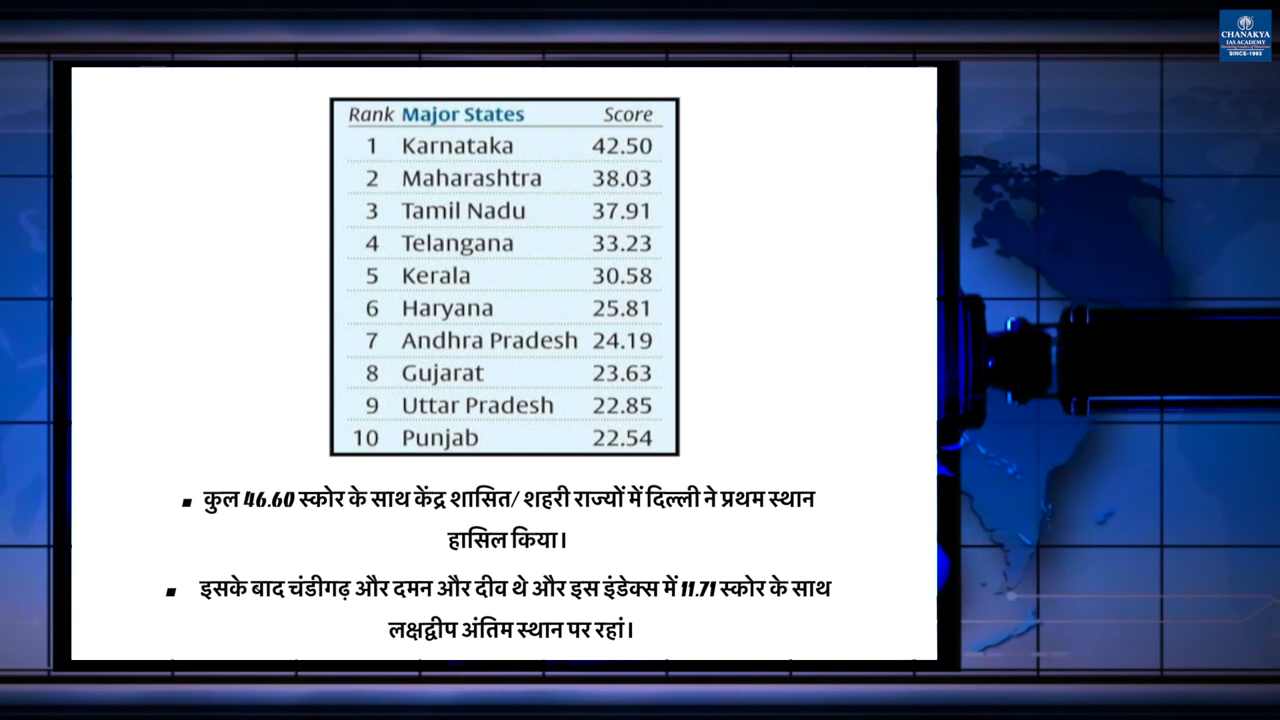 CHANAKYA
IAS ACADEMY
SINCE-1993
Rank Major States Score
1 Karnataka 42.50
2 Maharashtra 38.03
3 Tamil Nadu 37.91
4 Telangana 33.23
5 Kerala 30.58
6 Haryana 25.81
7 Andhra Pradesh 24.19
8 Gujarat 23.63
9 Uttar Pradesh 22.85
10 Punjab 22.54
▪ कुल 46.60 स्कोर के साथ केंद्र शासित/ शहरी राज्यों में दिल्ली ने प्रथम स्थान
हासिल किया।
▪ इसके बाद चंडीगढ़ और दमन और दीव थे और इस इंडेक्स में 11.71 स्कोर के साथ
लक्षद्वीप अंतिम स्थान पर रहां।